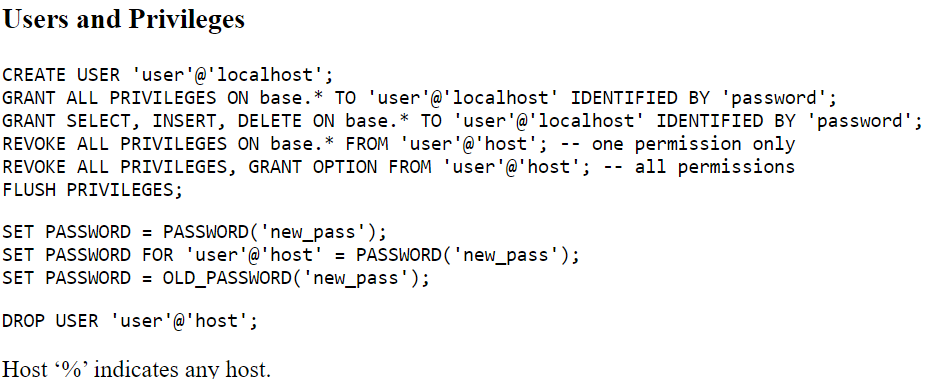 Users and Privileges
CREATE USER 'user'@'localhost';
GRANT ALL PRIVILEGES ON base.* TO 'user'@'localhost' IDENTIFIED BY 'password';
GRANT SELECT, INSERT, DELETE ON base.* TO 'user'@'localhost' IDENTIFIED BY 'password';
REVOKE ALL PRIVILEGES ON base.* FROM 'user'@'host'; -- one permission only
REVOKE ALL PRIVILEGES, GRANT OPTION FROM 'user'@'host'; -- all permissions
FLUSH PRIVILEGES;
SET PASSWORD = PASSWORD('new_pass');
SET PASSWORD FOR 'user'@'host' = PASSWORD('new_pass');
SET PASSWORD = OLD_PASSWORD('new_pass');
DROP USER 'user'@'host';
Host ‘%’ indicates any host.